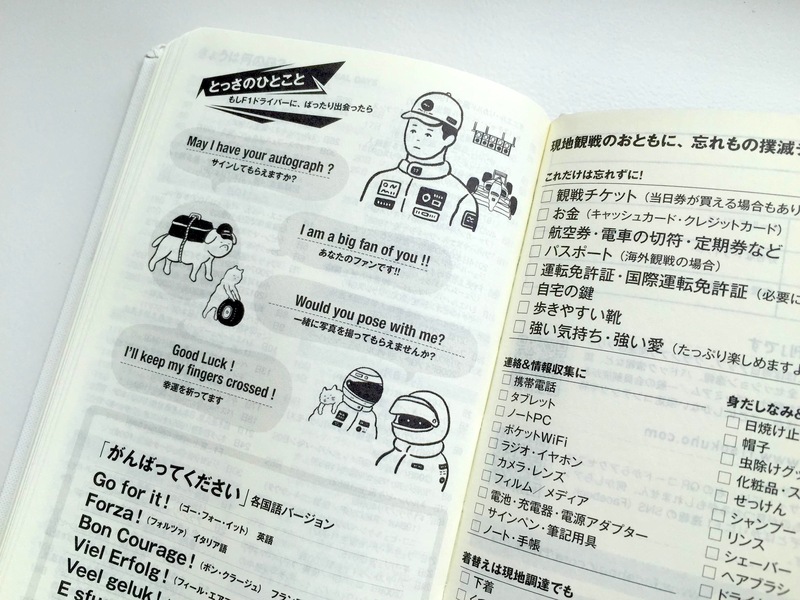 とっさのひとこと
もしF1ドライバーに、ばったり出会ったら
May I have your autograph ?
サインしてもらえますか?
I am a big fan of you !!
あなたのファンです!!
Would you pose with me?
一緒に写真を撮ってもらえませんか?
Good Luck !
I'll keep my fingers crossed !
幸運を祈ってます
「がんばってください」各国語バージョン
Go for it! (ゴー・フォー・イット) 英語
Forza! (フォルツァ) イタリア語
Bon Courage! (ボン・クラージュ) フラン
Viel Erfolg! (フィール・エア
Veel geluk!
E sfu
現地観戦のおともに、忘れもの撲滅
これだけは忘れずに!
□ 観戦チケット (当日券が買える場合もあり
□ お金 (キャッシュカード・クレジットカード)
□ 航空券・電車の切符・定期券など
□ パスポート (海外観戦の場合)
□ 運転免許証・国際運転免許証 (必要に
□ 自宅の鍵
□ 歩きやすい靴
□ 強い気持ち・強い愛 (たっぷり楽しめますよ
連絡&情報収集に
□ 携帯電話
□ タブレット
□ ノートPC
□ ポケットWiFi
□ ラジオ・イヤホン
□ カメラ・レンズ
□ フィルム/メディア
□ 電池・充電器・電源アダプター
□ サインペン・筆記用具
□ ノート・手帳
着替えは現地調達でも
□ 下着
身だしなみ&
□ 日焼け止
□ 帽子
□ 虫除けグッ
□ 化粧品・ス
□ せっけん
□ シャンプー
□ リンス
□ シェーバー
□ ヘアブラシ
□ ドライ